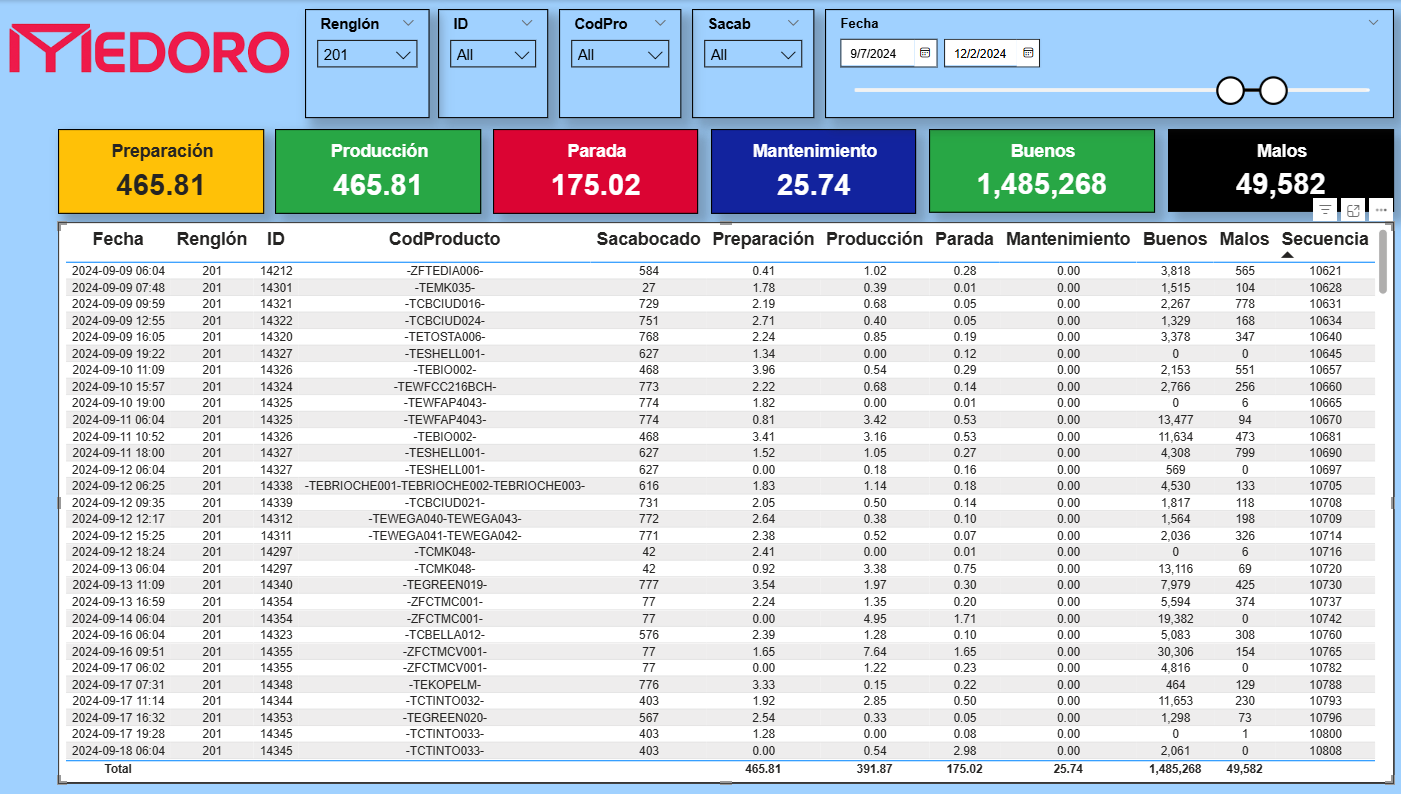 MEDORO
Renglón ID CodPro Sacab Fecha
201 All All All 9/7/2024 12/2/2024
Preparación Producción Parada Mantenimiento Buenos Malos
465.81 465.81 175.02 25.74 1,485,268 49,582
Fecha Renglón ID CodProducto Sacabocado Preparación Producción Parada Mantenimiento Buenos Malos Secuencia
2024-09-09 06:04 201 14212 -ZFTEDIA006- 584 0.41 1.02 0.28 0.00 3,818 565 10621
2024-09-09 07:48 201 14301 -TEMK035- 27 1.78 0.39 0.01 0.00 1,515 104 10628
2024-09-09 09:59 201 14321 -TCBCIUD016- 729 2.19 0.68 0.05 0.00 2,267 778 10631
2024-09-09 12:55 201 14322 -TCBCIUD024- 751 2.71 0.40 0.05 0.00 1,329 168 10634
2024-09-09 16:05 201 14320 -TETOSTA006- 768 2.24 0.85 0.19 0.00 3,378 347 10640
2024-09-09 19:22 201 14327 -TESHELL001- 627 1.34 0.00 0.12 0.00 0 0 10645
2024-09-10 11:09 201 14326 -TEBIO002- 468 3.96 0.54 0.29 0.00 2,153 551 10657
2024-09-10 15:57 201 14324 -TEWFCC216BCH- 773 2.22 0.68 0.14 0.00 2,766 256 10660
2024-09-10 19:00 201 14325 -TEWFAP4043- 774 1.82 0.00 0.01 0.00 0 6 10665
2024-09-11 06:04 201 14325 -TEWFAP4043- 774 0.81 3.42 0.53 0.00 13,477 94 10670
2024-09-11 10:52 201 14326 -TEBIO002- 468 3.41 3.16 0.53 0.00 11,634 473 10681
2024-09-11 18:00 201 14327 -TESHELL001- 627 1.52 1.05 0.27 0.00 4,308 799 10690
2024-09-12 06:04 201 14327 -TESHELL001- 627 0.00 0.18 0.16 0.00 569 0 10697
2024-09-12 06:25 201 14338 -TEBRIOCHE001-TEBRIOCHE002-TEBRIOCHE003- 616 1.83 1.14 0.18 0.00 4,530 133 10705
2024-09-12 09:35 201 14339 -TCBCIUD021- 731 2.05 0.50 0.14 0.00 1,817 118 10708
2024-09-12 12:17 201 14312 -TEWEGA040-TEWEGA043- 772 2.64 0.38 0.10 0.00 1,564 198 10709
2024-09-12 15:25 201 14311 -TEWEGA041-TEWEGA042- 771 2.38 0.52 0.07 0.00 2,036 326 10714
2024-09-12 18:24 201 14297 -TCMK048- 42 2.41 0.00 0.01 0.00 0 6 10716
2024-09-13 06:04 201 14297 -TCMK048- 42 0.92 3.38 0.75 0.00 13,116 69 10720
2024-09-13 11:09 201 14340 -TEGREEN019- 777 3.54 1.97 0.30 0.00 7,979 425 10730
2024-09-13 16:59 201 14354 -ZFCTMC001- 77 2.24 1.35 0.20 0.00 5,594 374 10737
2024-09-14 06:04 201 14354 -ZFCTMC001- 77 0.00 4.95 1.71 0.00 19,382 0 10742
2024-09-16 06:04 201 14323 -TCBELLA012- 576 2.39 1.28 0.10 0.00 5,083 308 10760
2024-09-16 09:51 201 14355 -ZFCTMCV001- 77 1.65 7.64 1.65 0.00 30,306 154 10765
2024-09-17 06:02 201 14355 -ZFCTMCV001- 77 0.00 1.22 0.23 0.00 4,816 0 10782
2024-09-17 07:31 201 14348 -TEKOPELM- 776 3.33 0.15 0.22 0.00 464 129 10788
2024-09-17 11:14 201 14344 -TCTINTO032- 403 1.92 2.85 0.50 0.00 11,653 230 10793
2024-09-17 16:32 201 14353 -TEGREEN020- 567 2.54 0.33 0.05 0.00 1,298 73 10796
2024-09-17 19:28 201 14345 -TCTINTO033- 403 1.28 0.00 0.08 0.00 0 1 10800
2024-09-18 06:04 201 14345 -TCTINTO033- 403 0.00 0.54 2.98 0.00 2,061 0 10808
Total 465.81 391.87 175.02 25.74 1,485,268 49,582